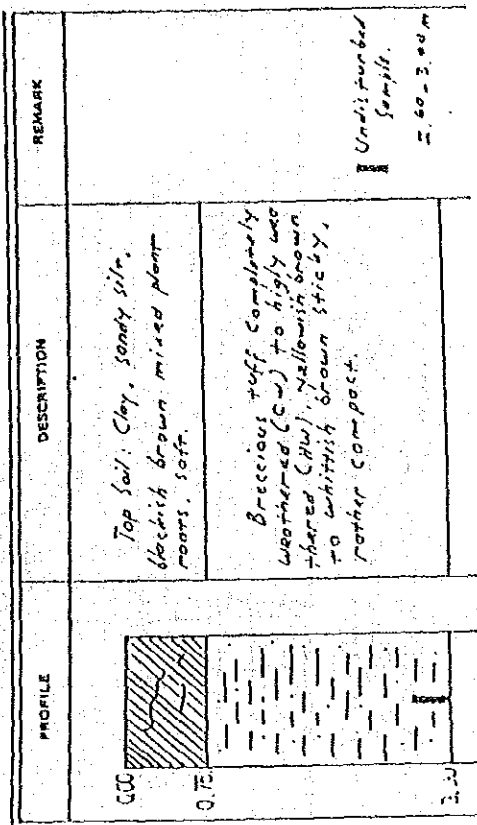 PROFILE
DESCRIPTION
REMARK
0.00
0.75
Top Soil: Clay, sandy silt,
blackish brown mixed plant
roots, soft.
Breccious tuff completely
weathered (CW) to higly wea
thered (HW), yellowish brown
to whittish brown sticky,
rather compact.
Undisturbed
Sample.